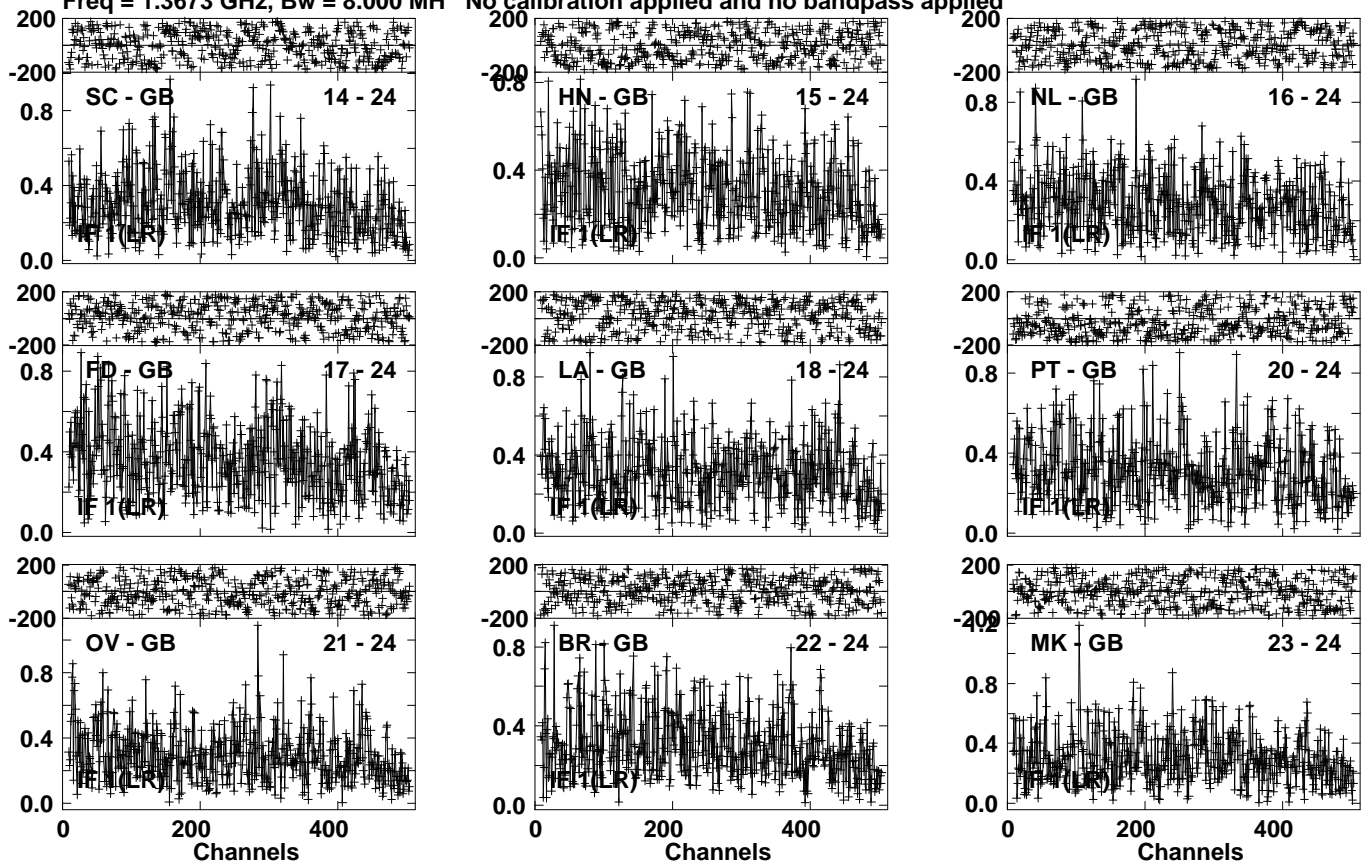 Freq = 1.3673 GHz, Bw = 8.000 MH No calibration applied and no bandpass applied
200 200 200
-200 -200 -200
0.8 SC - GB 14 - 24 0.8 HN - GB 15 - 24 0.8 NL - GB 16 - 24
0.4 0.4 0.4
IF 1(LR) IF 1(LR) IF 1(LR)
0.0 0.0 0.0
200 200 200
-200 -200 -200
0.8 FD - GB 17 - 24 0.8 LA - GB 18 - 24 0.8 PT - GB 20 - 24
0.4 0.4 0.4
IF 1(LR) IF 1(LR) IF 1(LR)
0.0 0.0 0.0
200 200 200
-200 -200 -200
1.2
OV - GB 21 - 24 BR - GB 22 - 24 MK - GB 23 - 24
0.8 0.8 0.8
0.4 0.4 0.4
IF 1(LR) IF 1(LR) IF 1(LR)
0.0 0.0 0.0
0 200 400 0 200 400 0 200 400
Channels Channels Channels